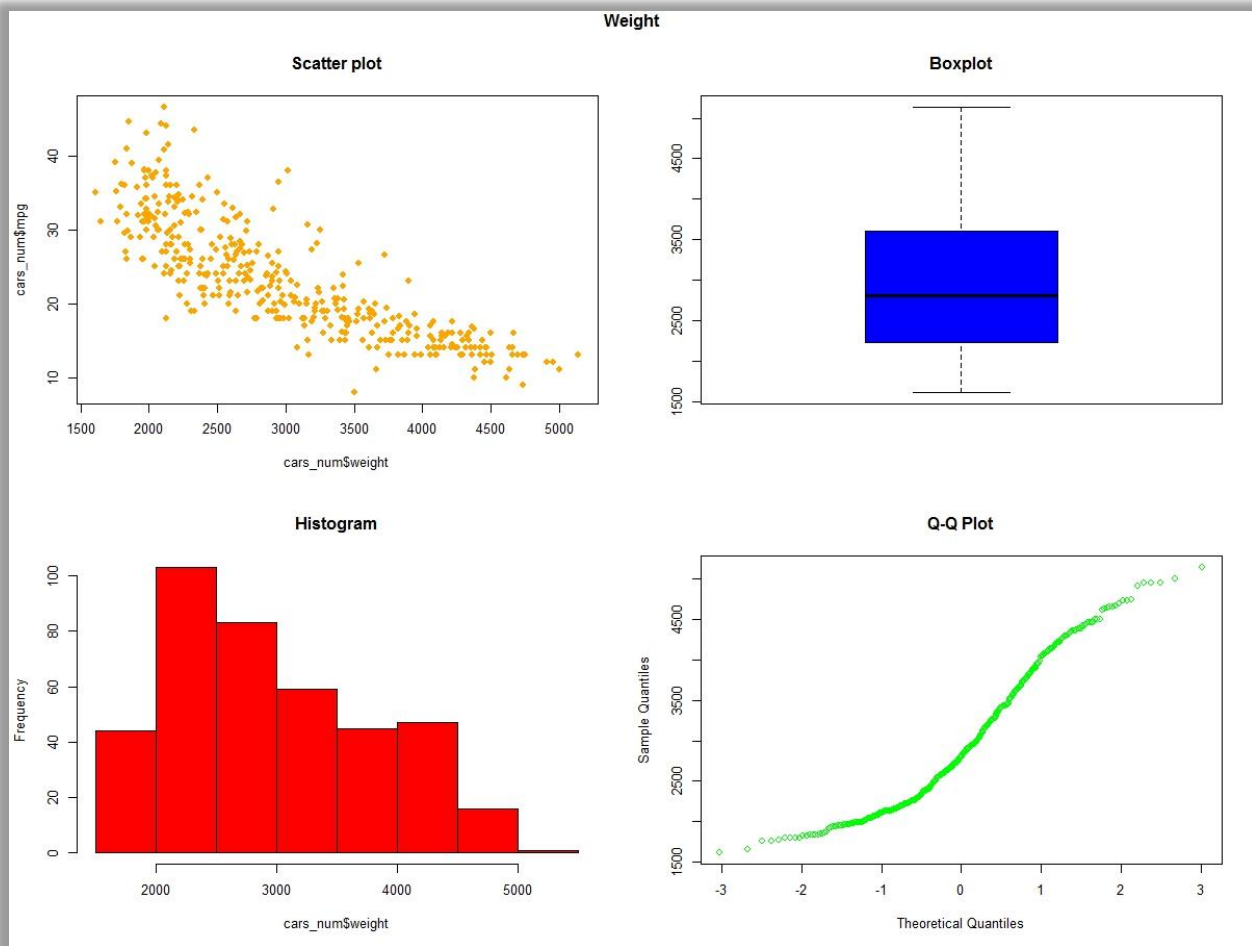 Weight
Scatter plot
cars_num$mpg
40
30
20
10
1500 2000 2500 3000 3500 4000 4500 5000
cars_num$weight
Boxplot
4500
3500
2500
1500
Histogram
Frequency
100
80
60
40
20
0
2000 3000 4000 5000
cars_num$weight
Q-Q Plot
Sample Quantiles
4500
3500
2500
1500
-3 -2 -1 0 1 2 3
Theoretical Quantiles